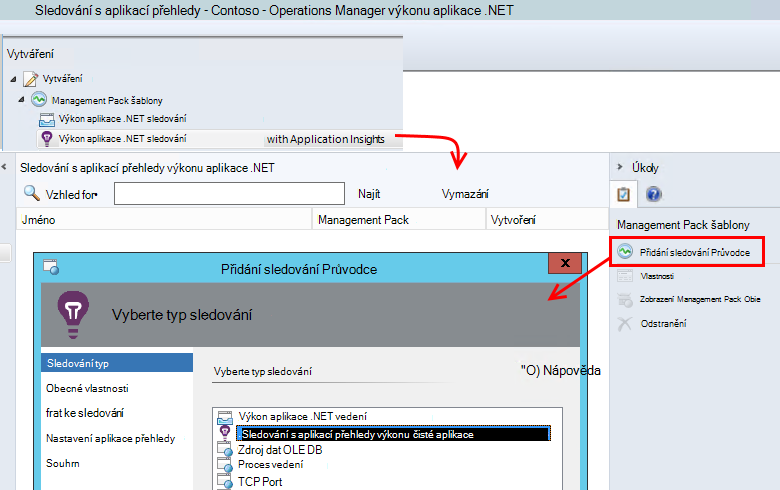 Sledování s aplikací přehledy - Contoso - Operations Manager výkonu aplikace .NET
Vytváření
Vytváření
Management Pack šablony
Výkon aplikace .NET sledování
Výkon aplikace .NET sledování with Application Insights
Sledování s aplikací přehledy výkonu aplikace .NET
Vzhled for Najít Vymazání
Jméno Management Pack Vytvoření
Úkoly
Management Pack šablony
Přidání sledování Průvodce
Vlastnosti
Zobrazení Management Pack Obie
Odstranění
Přidání sledování Průvodce
x
Vyberte typ sledování
Sledování typ
Obecné vlastnosti
frat ke sledování
Nastavení aplikace přehledy
Souhrn
Vyberte typ sledování
"O) Nápověda
Výkon aplikace .NET vedení
Sledování s aplikací přehledy výkonu čisté aplikace
Zdroj dat OLE DB
Proces vedení
TCP Port